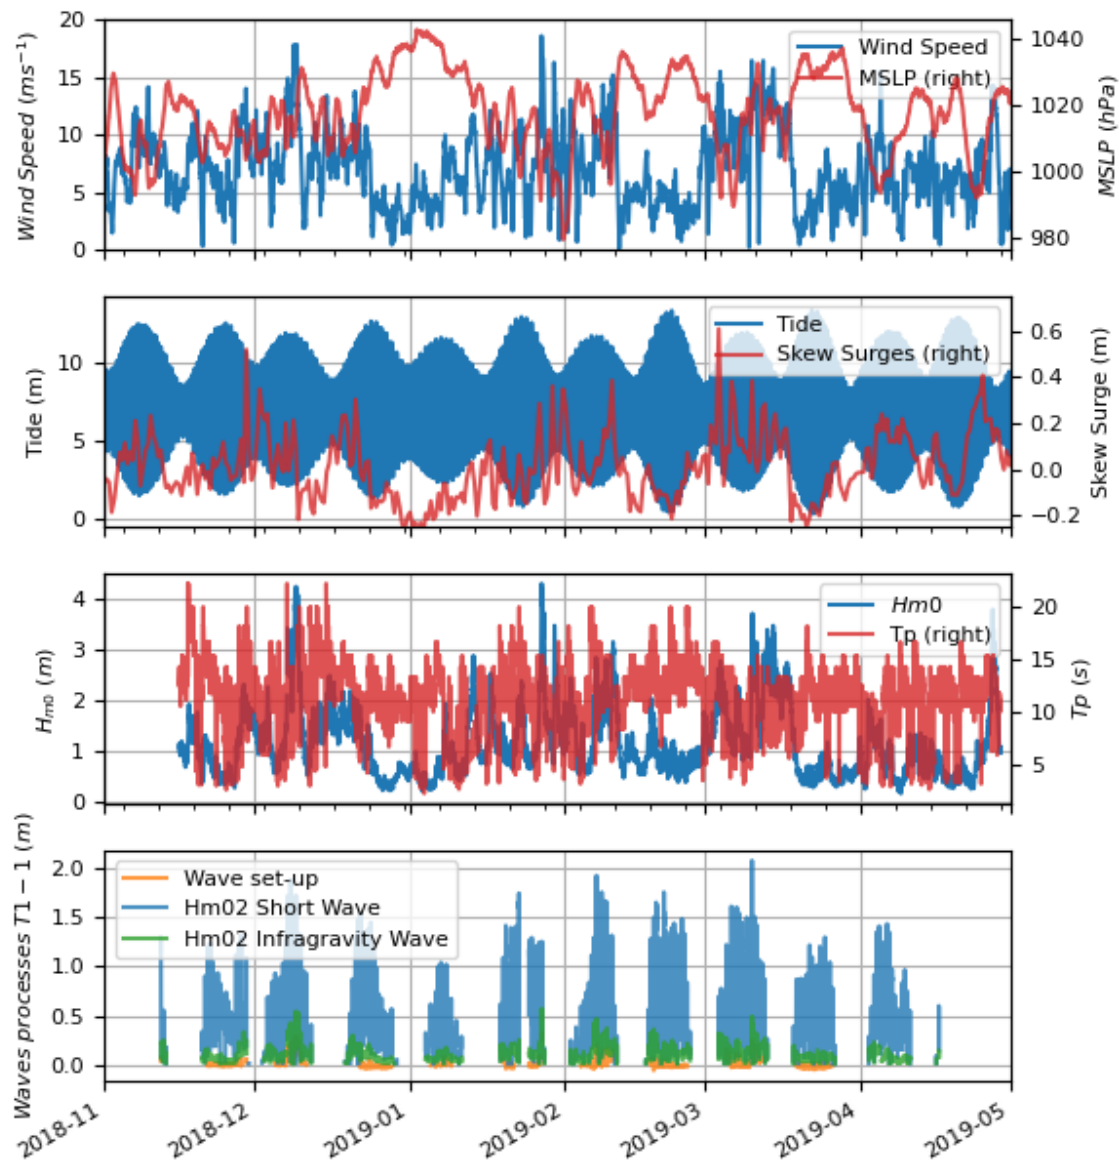 20
15
10
5
0
Wind Speed (ms⁻¹)
Wind Speed
MSLP (right)
1040
1020
1000
980
MSLP (hPa)
10
5
0
Tide (m)
Tide
Skew Surges (right)
0.6
0.4
0.2
0.0
−0.2
Skew Surge (m)
4
3
2
1
0
Hm0 (m)
Hm0
Tp (right)
20
15
10
5
Tp (s)
2.0
1.5
1.0
0.5
0.0
Waves processes T1 − 1 (m)
Wave set-up
Hm02 Short Wave
Hm02 Infragravity Wave
2018-11
2018-12
2019-01
2019-02
2019-03
2019-04
2019-05